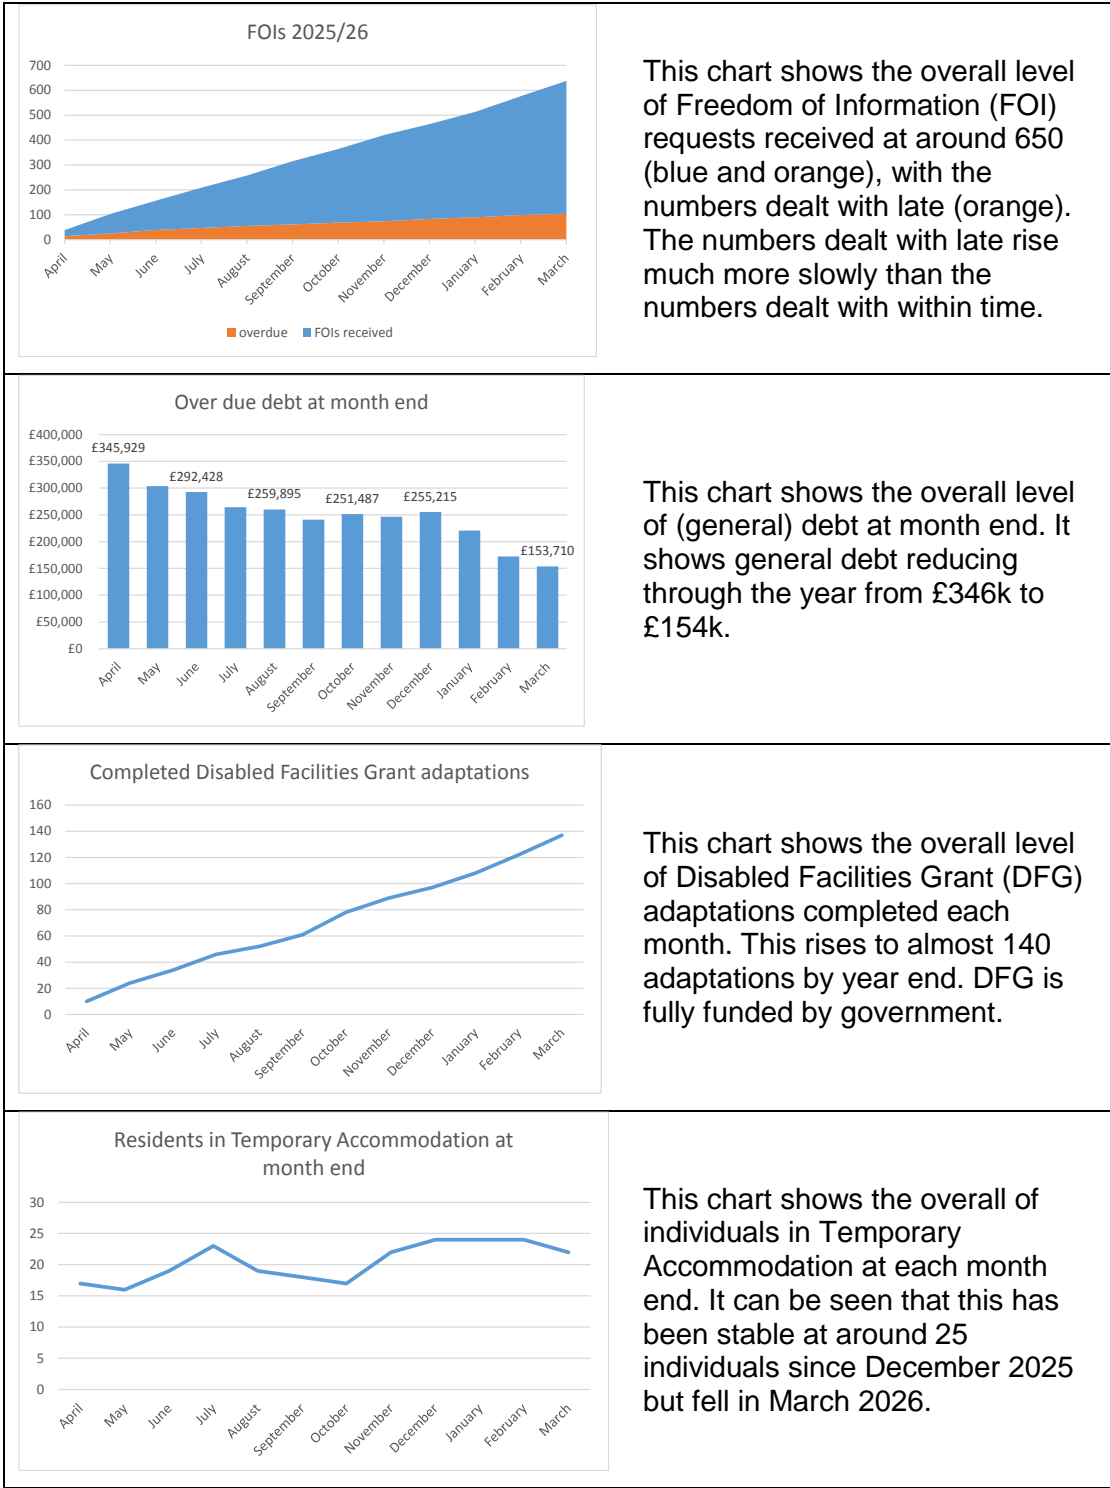 FOIs 2025/26
700
600
500
400
300
200
100
0
April
May
June
July
August
September
October
November
December
January
February
March
overdue FOIs received
This chart shows the overall level
of Freedom of Information (FOI)
requests received at around 650
(blue and orange), with the
numbers dealt with late (orange).
The numbers dealt with late rise
much more slowly than the
numbers dealt with within time.
Over due debt at month end
£400,000
£350,000
£300,000
£250,000
£200,000
£150,000
£100,000
£50,000
£0
£345,929
£292,428
£259,895
£251,487
£255,215
£153,710
April
May
June
July
August
September
October
November
December
January
February
March
This chart shows the overall level
of (general) debt at month end. It
shows general debt reducing
through the year from £346k to
£154k.
Completed Disabled Facilities Grant adaptations
160
140
120
100
80
60
40
20
0
April
May
June
July
August
September
October
November
December
January
February
March
This chart shows the overall level
of Disabled Facilities Grant (DFG)
adaptations completed each
month. This rises to almost 140
adaptations by year end. DFG is
fully funded by government.
Residents in Temporary Accommodation at
month end
30
25
20
15
10
5
0
April
May
June
July
August
September
October
November
December
January
February
March
This chart shows the overall of
individuals in Temporary
Accommodation at each month
end. It can be seen that this has
been stable at around 25
individuals since December 2025
but fell in March 2026.